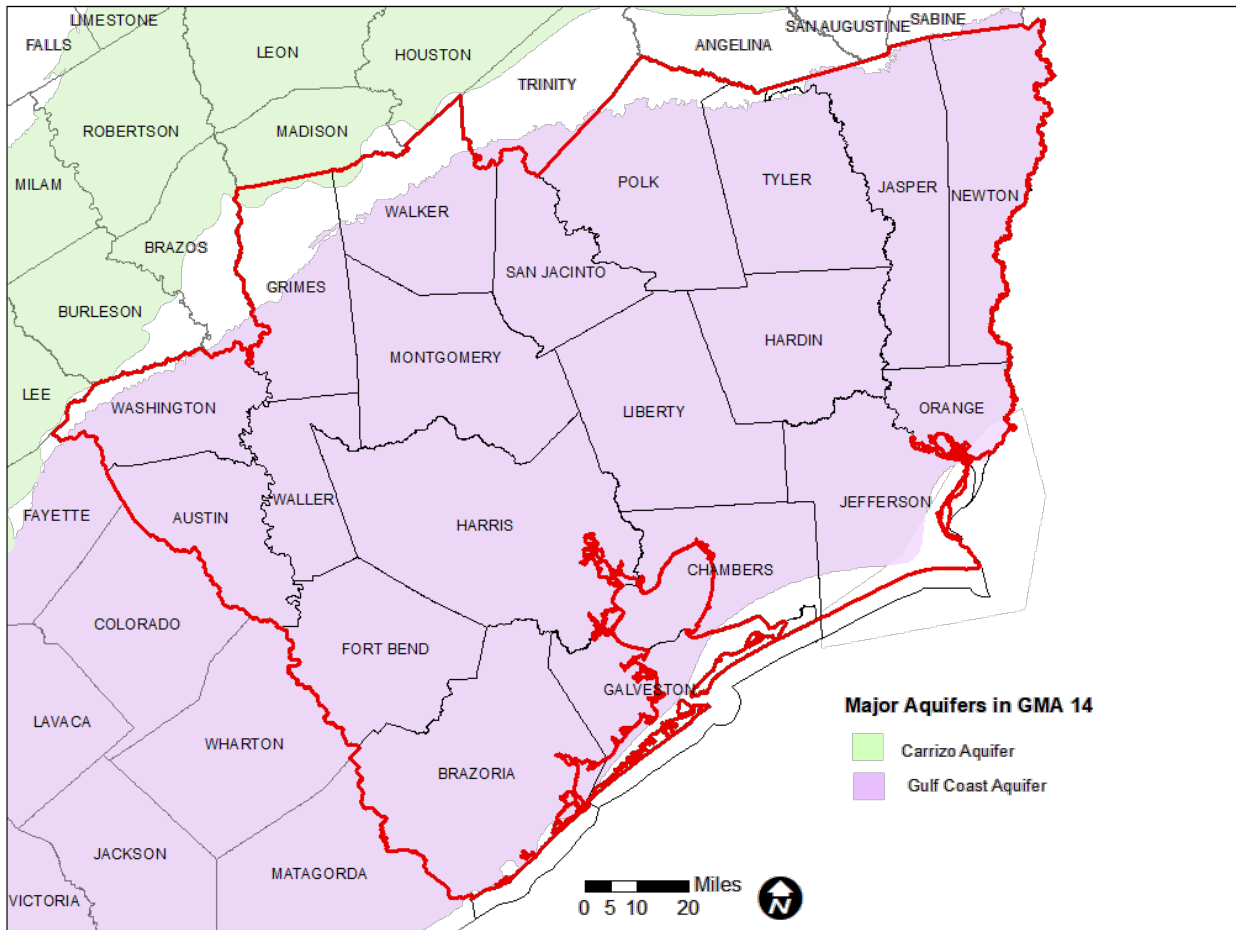 LIMESTONE
SAN AUGUSTINE
SABINE
FALLS
LEON
HOUSTON
ANGELINA
TRINITY
ROBERTSON
MADISON
MILAM
POLK
TYLER
JASPER
NEWTON
WALKER
BRAZOS
SAN JACINTO
GRIMES
BURLESON
MONTGOMERY
HARDIN
LEE
WASHINGTON
LIBERTY
ORANGE
WALLER
JEFFERSON
FAYETTE
AUSTIN
HARRIS
CHAMBERS
COLORADO
FORT BEND
GALVESTON
LAVACA
WHARTON
BRAZORIA
JACKSON
MATAGORDA
VICTORIA
Major Aquifers in GMA 14
Carrizo Aquifer
Gulf Coast Aquifer
Miles
0 5 10 20
N